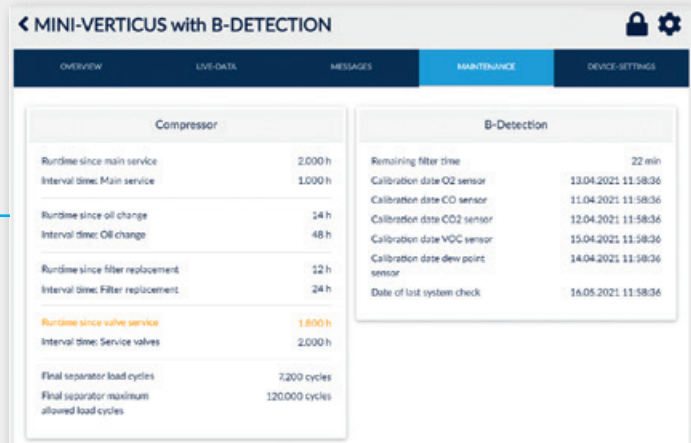 MINI-VERTICUS with B-DETECTION
OVERVIEW LIVE-DATA MESSAGES MAINTENANCE DEVICE-SETTINGS
Compressor
Runtime since main service 2.000 h
Interval time: Main service 1.000 h
Runtime since oil change 14 h
Interval time: Oil change 48 h
Runtime since filter replacement 12 h
Interval time: Filter replacement 24 h
Runtime since valve service 1.800 h
Interval time: Service valves 2.000 h
Final separator load cycles 7.200 cycles
Final separator maximum
allowed load cycles 120.000 cycles
B-Detection
Remaining filter time 22 min
Calibration date O2 sensor 13.04.2021 11:58:36
Calibration date CO sensor 11.04.2021 11:58:36
Calibration date CO2 sensor 12.04.2021 11:58:36
Calibration date VOC sensor 15.04.2021 11:58:36
Calibration date dew point 14.04.2021 11:58:36
sensor
Date of last system check 16.05.2021 11:58:36